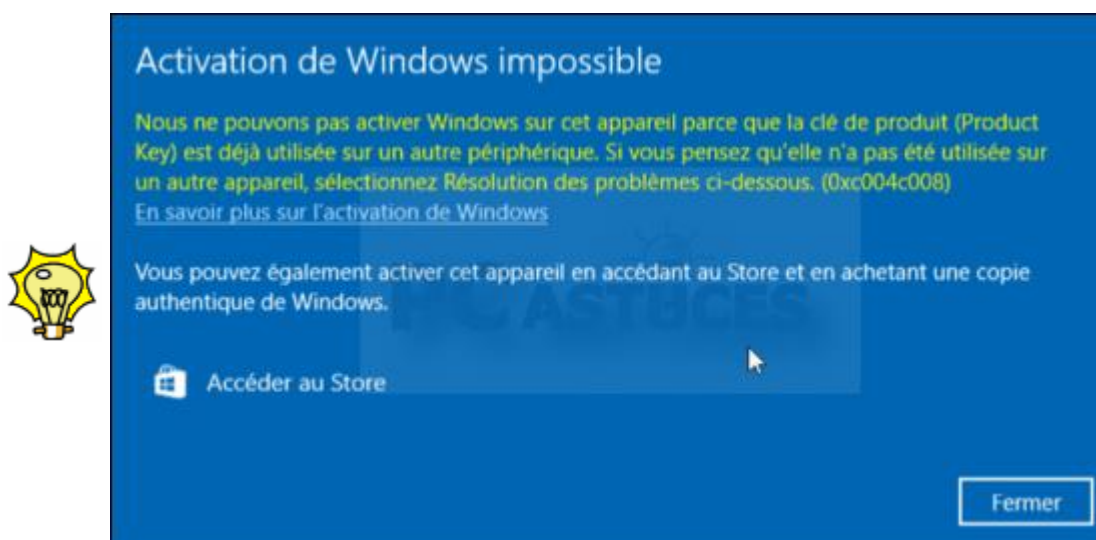 Activation de Windows impossible
Nous ne pouvons pas activer Windows sur cet appareil parce que la clé de produit (Product
Key) est déjà utilisée sur un autre périphérique. Si vous pensez qu'elle n'a pas été utilisée sur
un autre appareil, sélectionnez Résolution des problèmes ci-dessous. (0xc004c008)
En savoir plus sur l'activation de Windows
Vous pouvez également activer cet appareil en accédant au Store et en achetant une copie
authentique de Windows.
PC ASTUCES
Accéder au Store
Fermer